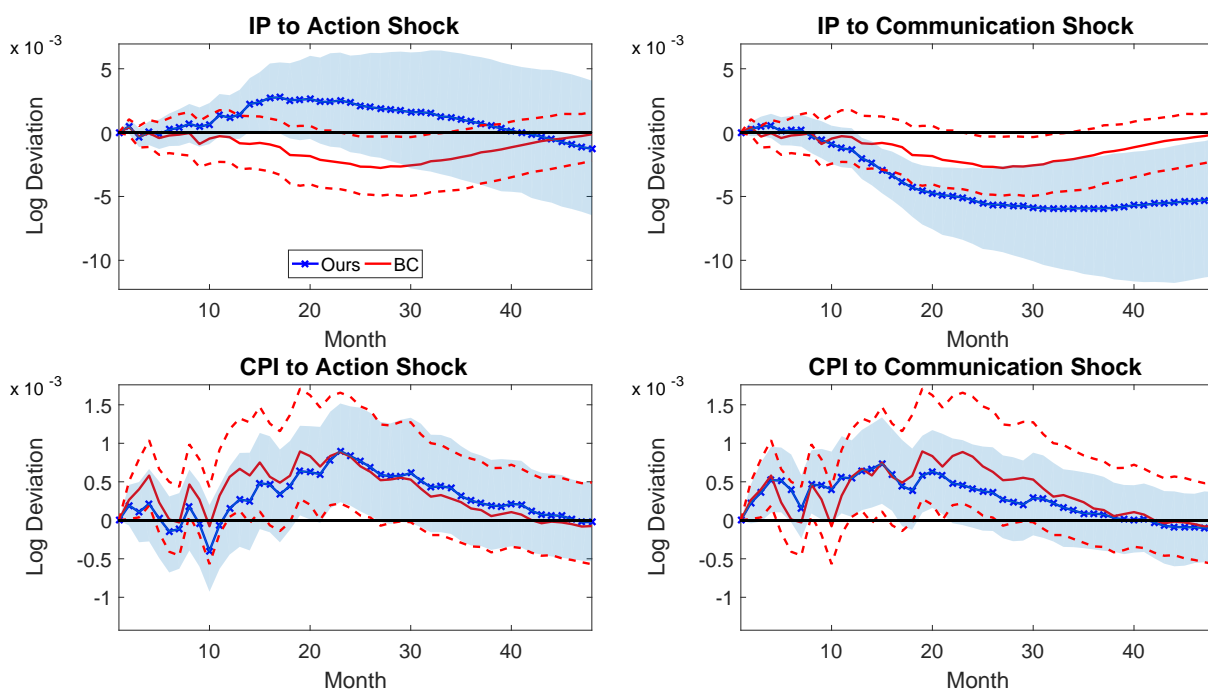 IP to Action Shock
x 10 -3
5
0
-5
-10
Log Deviation
10 20 30 40
Month
Ours BC
IP to Communication Shock
x 10 -3
5
0
-5
-10
Log Deviation
10 20 30 40
Month
CPI to Action Shock
x 10 -3
1.5
1
0.5
0
-0.5
-1
Log Deviation
10 20 30 40
Month
CPI to Communication Shock
x 10 -3
1.5
1
0.5
0
-0.5
-1
Log Deviation
10 20 30 40
Month